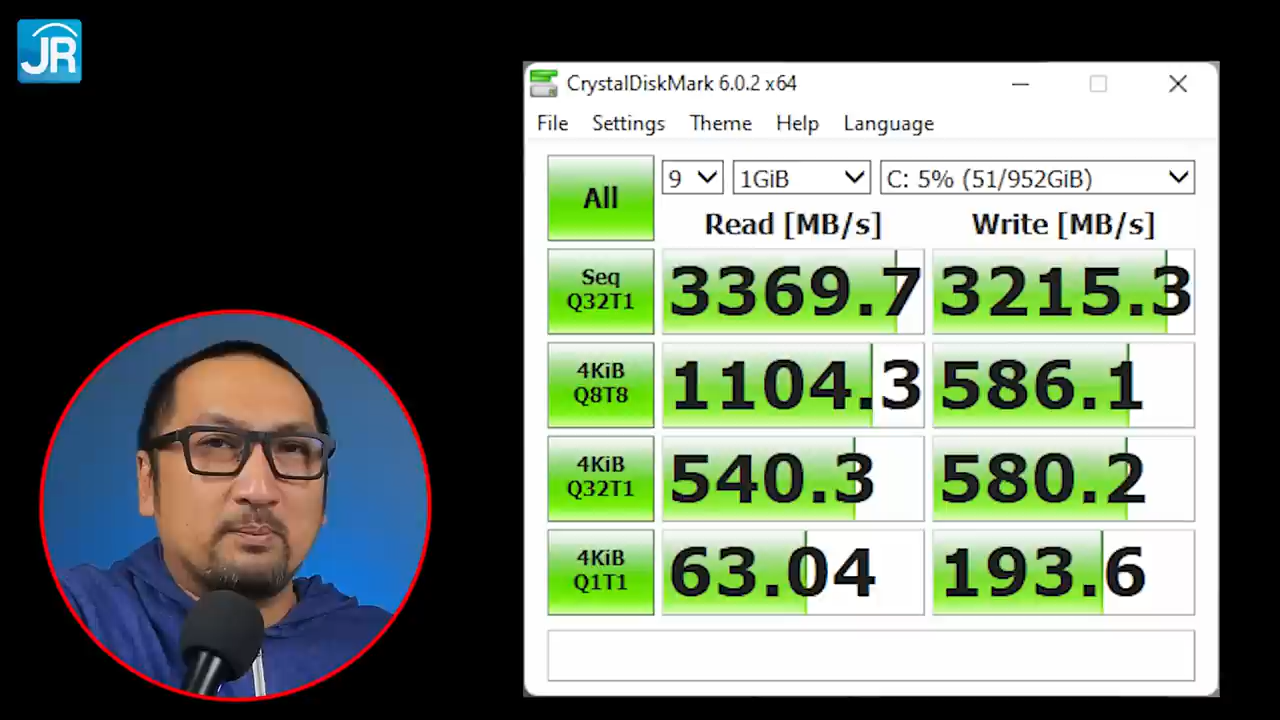 JR
CrystalDiskMark 6.0.2 x64
File Settings Theme Help Language
All 9 1GiB C: 5% (51/952GiB)
Read [MB/s] Write [MB/s]
Seq
Q32T1
3369.7 3215.3
4KiB
Q8T8
1104.3 586.1
4KiB
Q32T1
540.3 580.2
4KiB
Q1T1
63.04 193.6